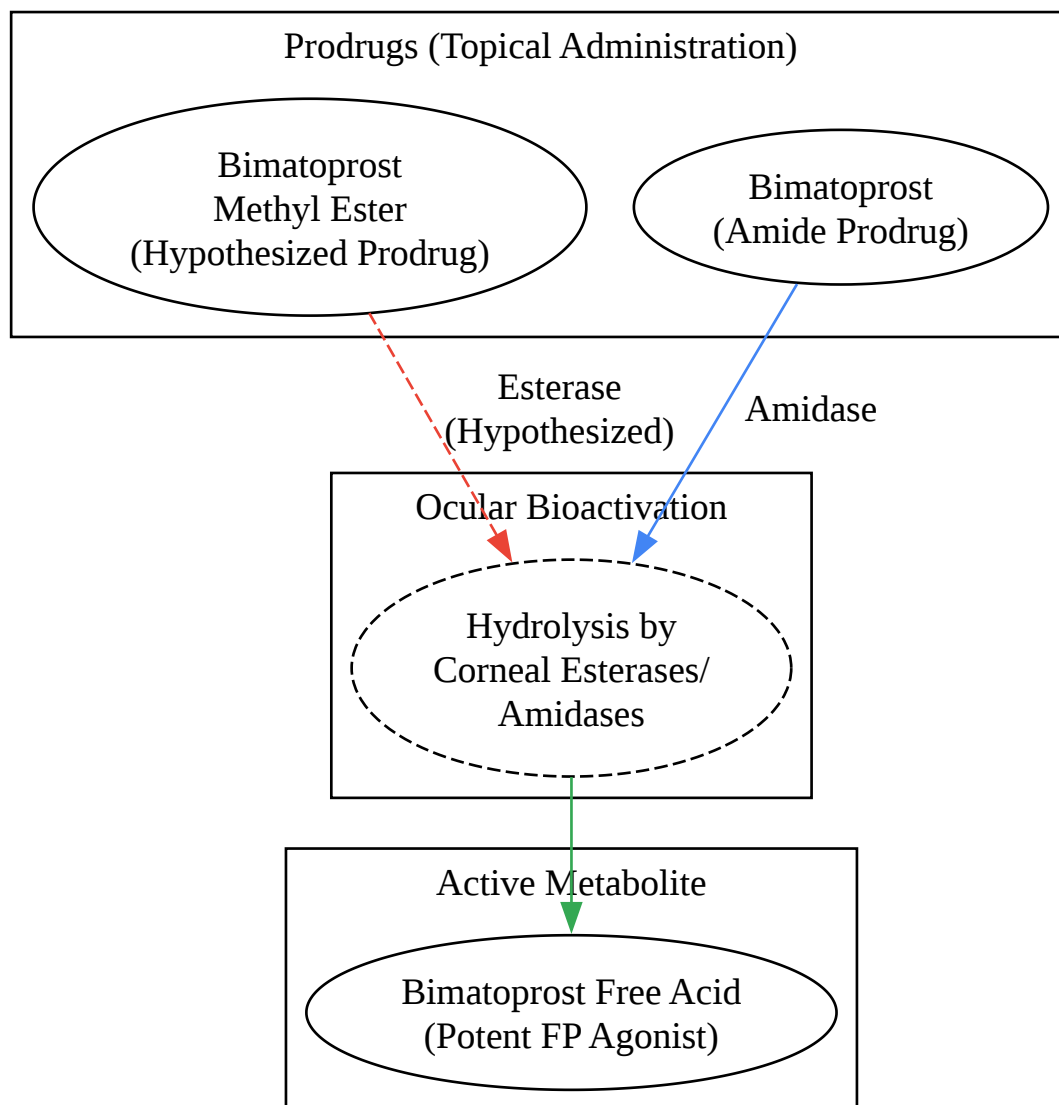 Prodrugs (Topical Administration)
Bimatoprost
Methyl Ester
(Hypothesized Prodrug)
Bimatoprost
(Amide Prodrug)
Esterase
(Hypothesized)
Amidase
Ocular Bioactivation
Hydrolysis by
Corneal Esterases/
Amidases
Active Metabolite
Bimatoprost Free Acid
(Potent FP Agonist)